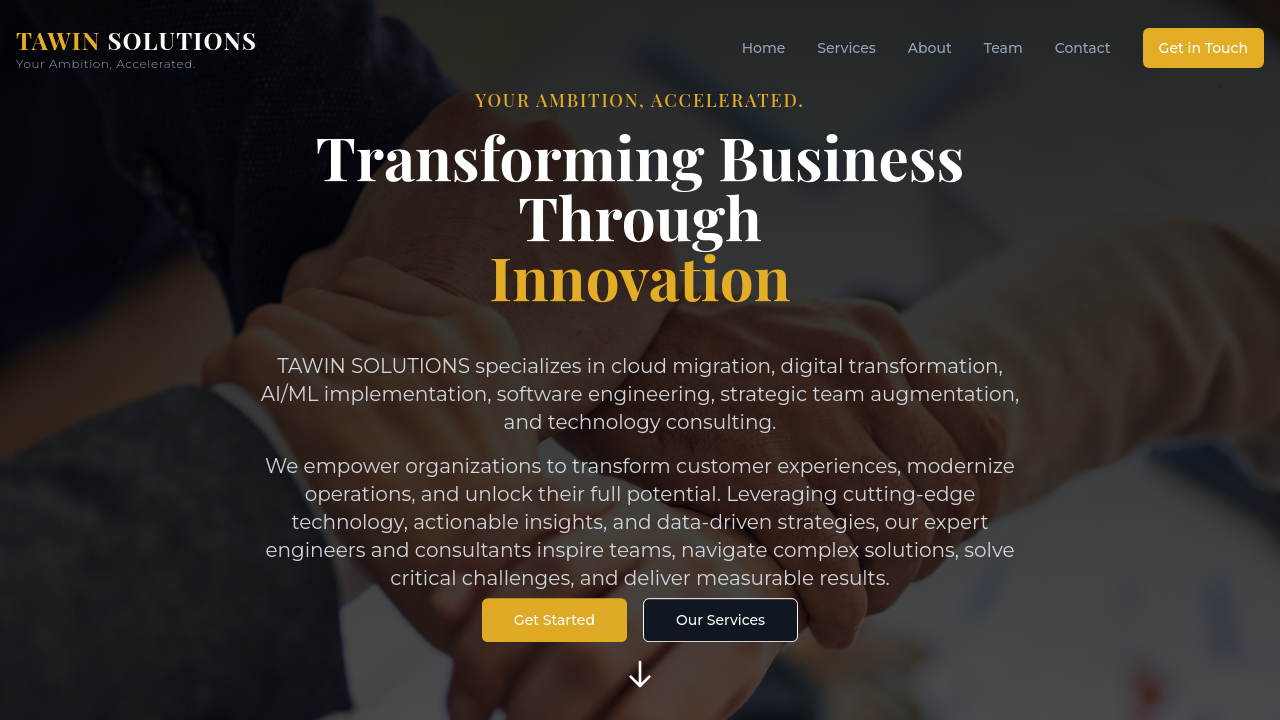 TAWIN SOLUTIONS
Your Ambition, Accelerated.
Home
Services
About
Team
Contact
Get in Touch
YOUR AMBITION, ACCELERATED.
Transforming Business
Through
Innovation
TAWIN SOLUTIONS specializes in cloud migration, digital transformation,
AI/ML implementation, software engineering, strategic team augmentation,
and technology consulting.
We empower organizations to transform customer experiences, modernize
operations, and unlock their full potential. Leveraging cutting-edge
technology, actionable insights, and data-driven strategies, our expert
engineers and consultants inspire teams, navigate complex solutions, solve
critical challenges, and deliver measurable results.
Get Started
Our Services